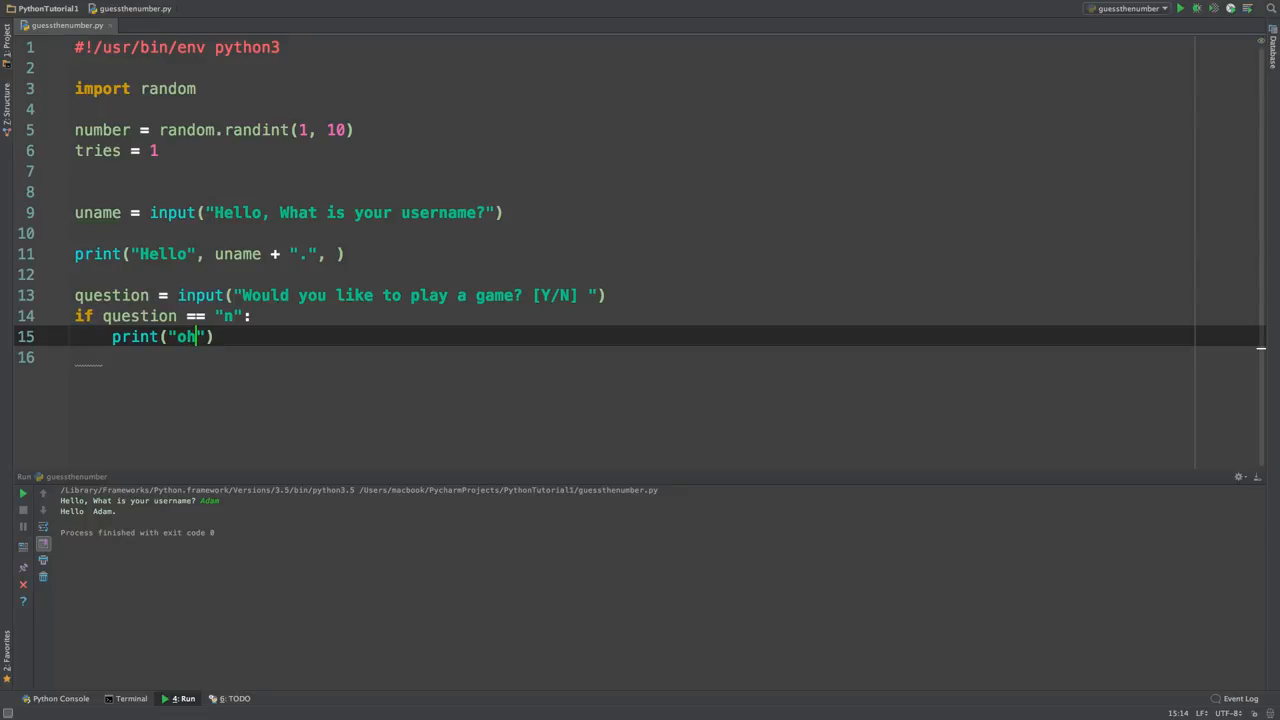 PythonTutorial1 guessthenumber.py guessthenumber
guessthenumber.py
1 #!/usr/bin/env python3
2
3 import random
4
5 number = random.randint(1, 10)
6 tries = 1
7
8
9 uname = input("Hello, What is your username?")
10
11 print("Hello", uname + ".", )
12
13 question = input("Would you like to play a game? [Y/N] ")
14 if question == "n":
15 print("oh")
16
1: Project
7: Structure
2: Favorites
Database
Run guessthenumber
/Library/Frameworks/Python.framework/Versions/3.5/bin/python3.5 /Users/macbook/PycharmProjects/PythonTutorial1/guessthenumber.py
Hello, What is your username? Adam
Hello  Adam.
Process finished with exit code 0
Python Console Terminal 4: Run 6: TODO Event Log
15:14 LF÷ UTF-8÷